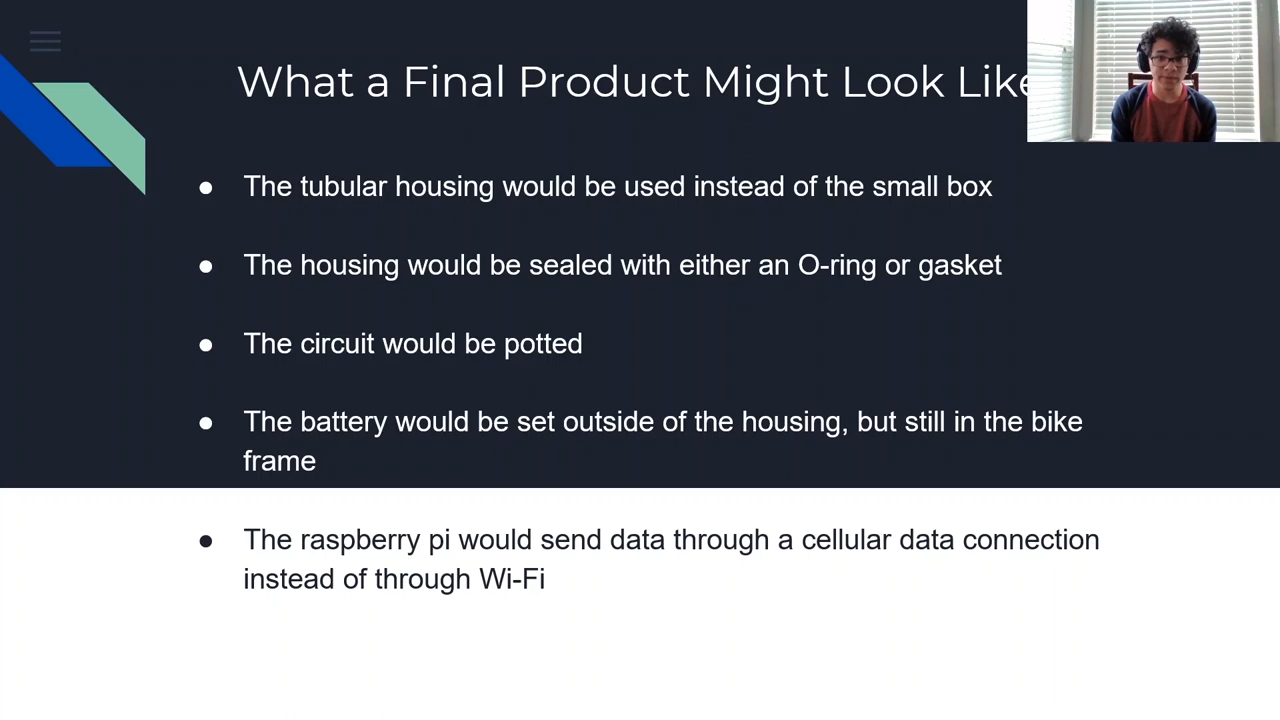 What a Final Product Might Look Like
● The tubular housing would be used instead of the small box
● The housing would be sealed with either an O-ring or gasket
● The circuit would be potted
● The battery would be set outside of the housing, but still in the bike
frame
● The raspberry pi would send data through a cellular data connection
instead of through Wi-Fi